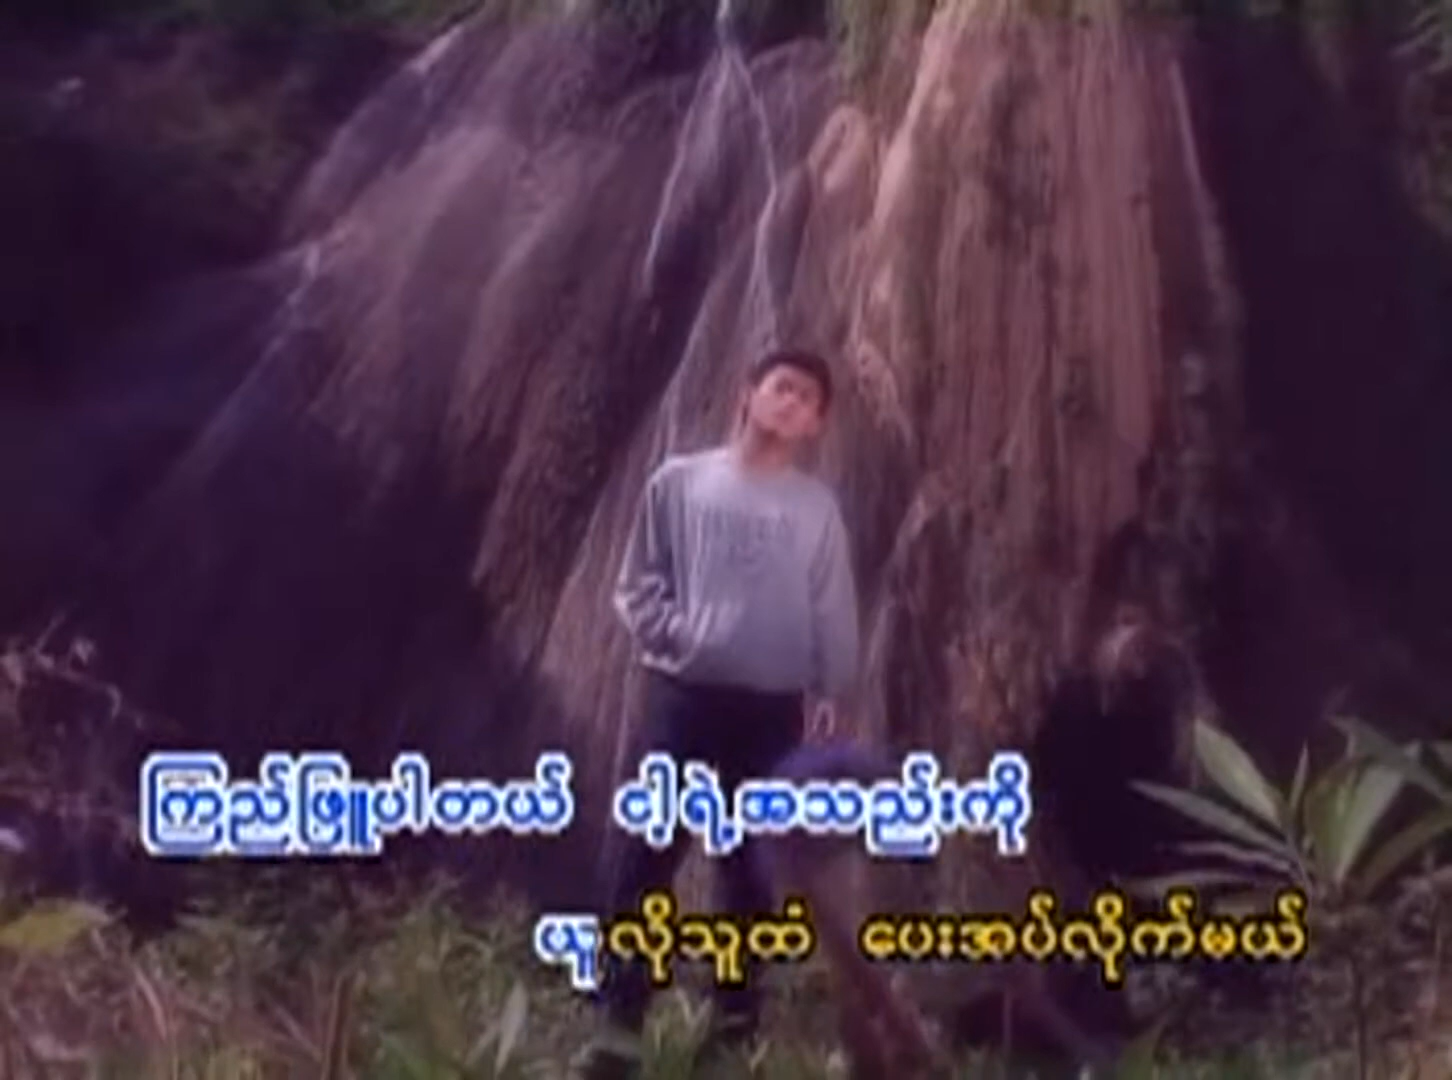 ကြည်ဖြူပါတယ် ငါ့ရဲ့အသည်းကို
ယူလိုသူထံ ပေးအပ်လိုက်မယ်